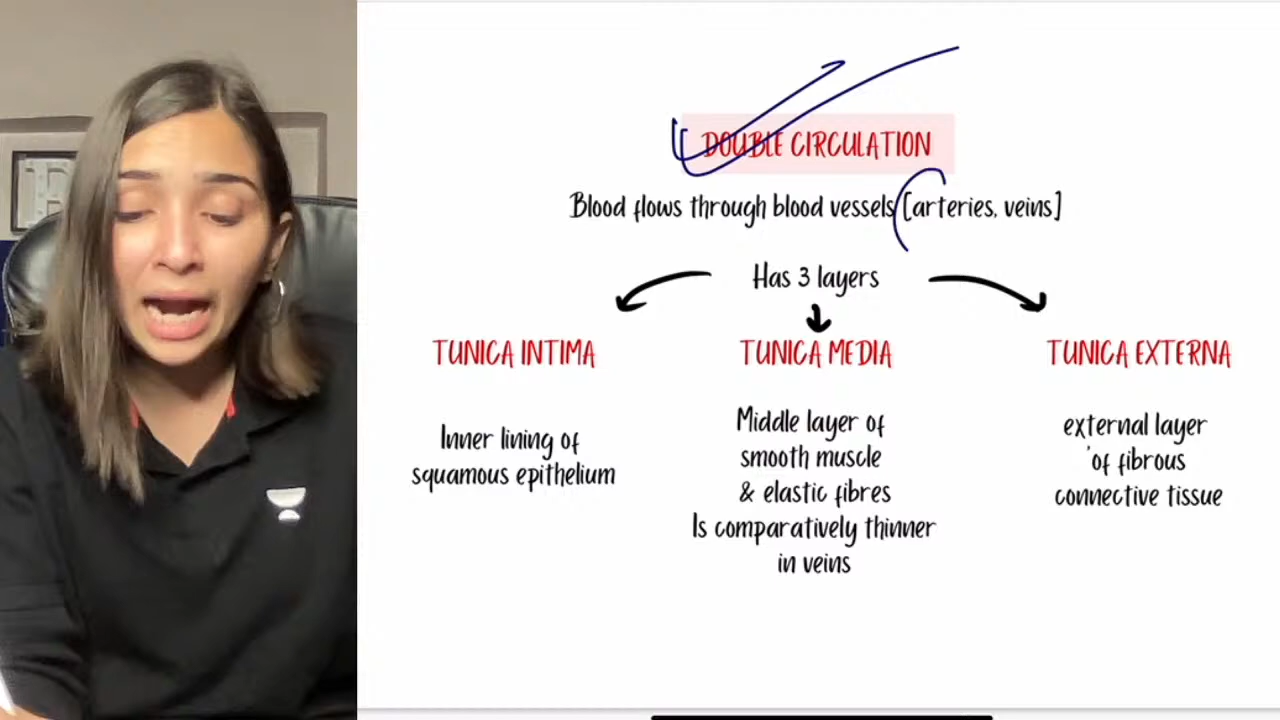 DOUBLE CIRCULATION
Blood flows through blood vessels [arteries, veins]
Has 3 layers
TUNICA INTIMA
Inner lining of
squamous epithelium
TUNICA MEDIA
Middle layer of
smooth muscle
& elastic fibres
Is comparatively thinner
in veins
TUNICA EXTERNA
external layer
of fibrous
connective tissue